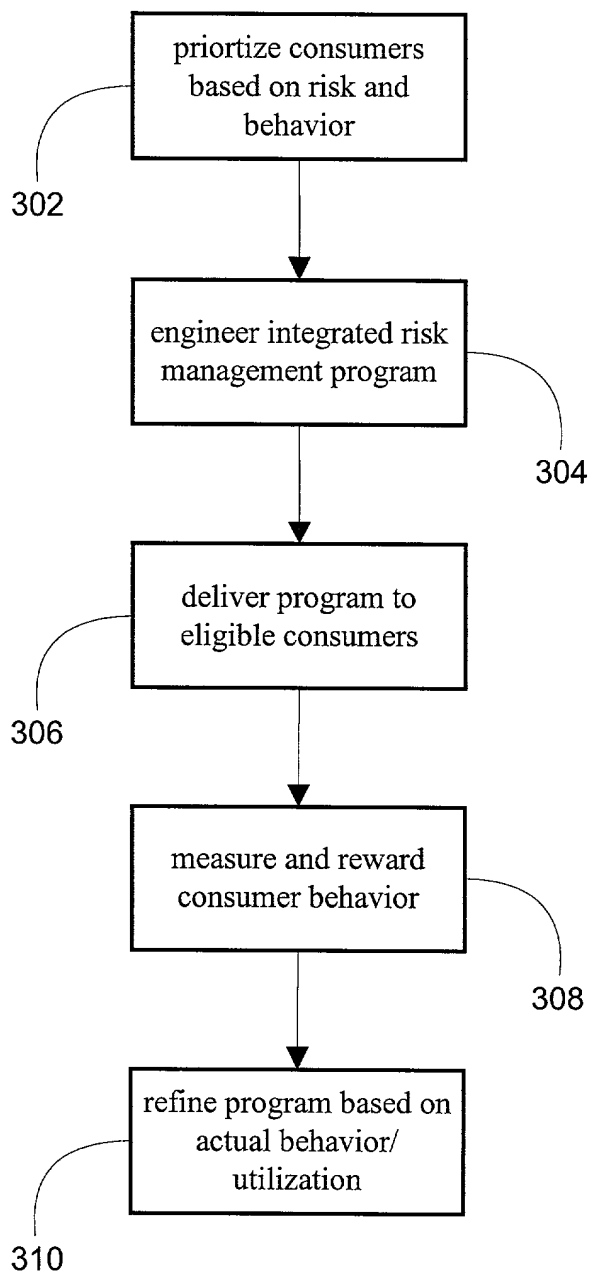 priortize consumers
based on risk and
behavior
302
engineer integrated risk
management program
304
deliver program to
eligible consumers
306
measure and reward
consumer behavior
308
refine program based on
actual behavior/
utilization
310